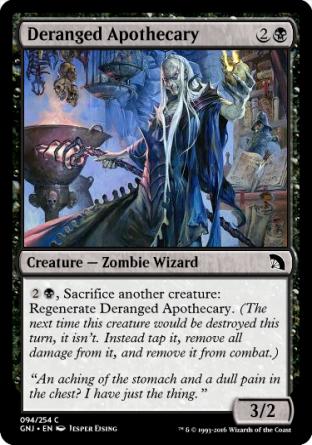 Deranged Apothecary 2
Creature — Zombie Wizard
2 , Sacrifice another creature:
Regenerate Deranged Apothecary. (The
next time this creature would be destroyed this
turn, it isn't. Instead tap it, remove all
damage from it, and remove it from combat.)
"An aching of the stomach and a dull pain in
the chest? I have just the thing."
3/2
094/254 C
GNJ • EN Jesper Ejsing
™ & © 1993-2016 Wizards of the Coast